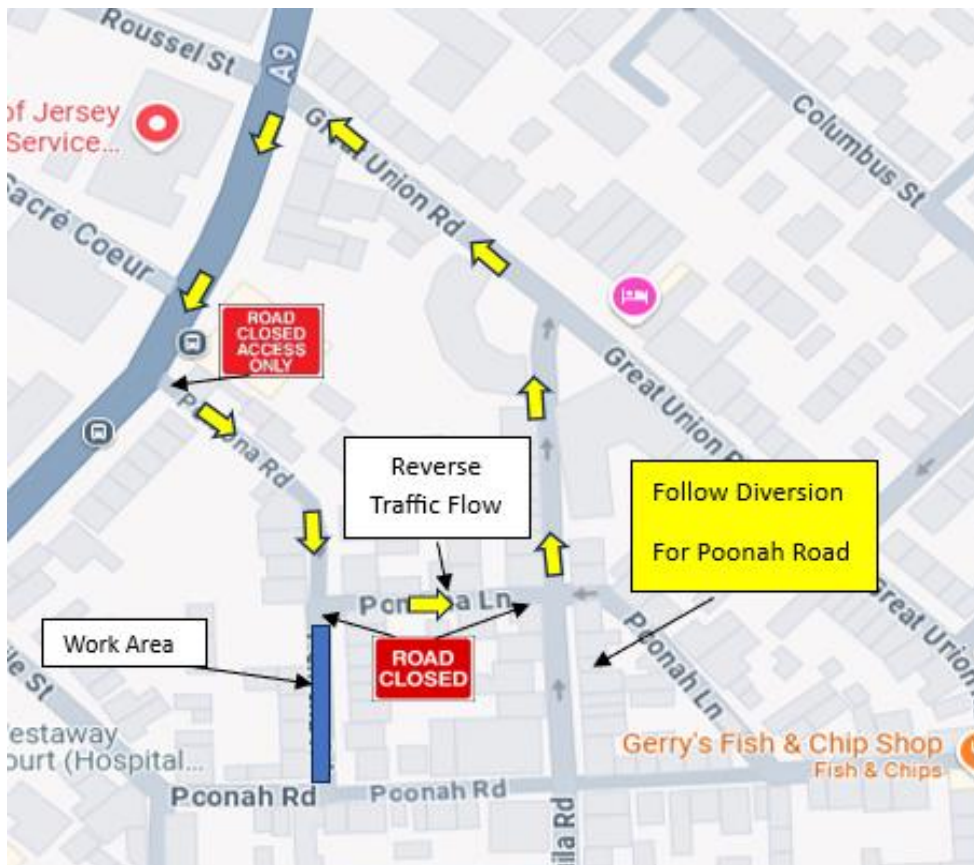 Roussel St
A9
of Jersey
Service...
Great Union Rd
Columbus St
Sacré Coeur
ROAD
CLOSED
ACCESS
ONLY
Great Union
Rd
Reverse
Traffic Flow
Follow Diversion
For Poonah Road
Work Area
Ln
ROAD
CLOSED
Poonah Ln
Great Union
St
estaway
ourt (Hospital...
Gerry's Fish & Chip Shop
Fish & Chips
Poonah Rd
Poonah Rd
ila Rd